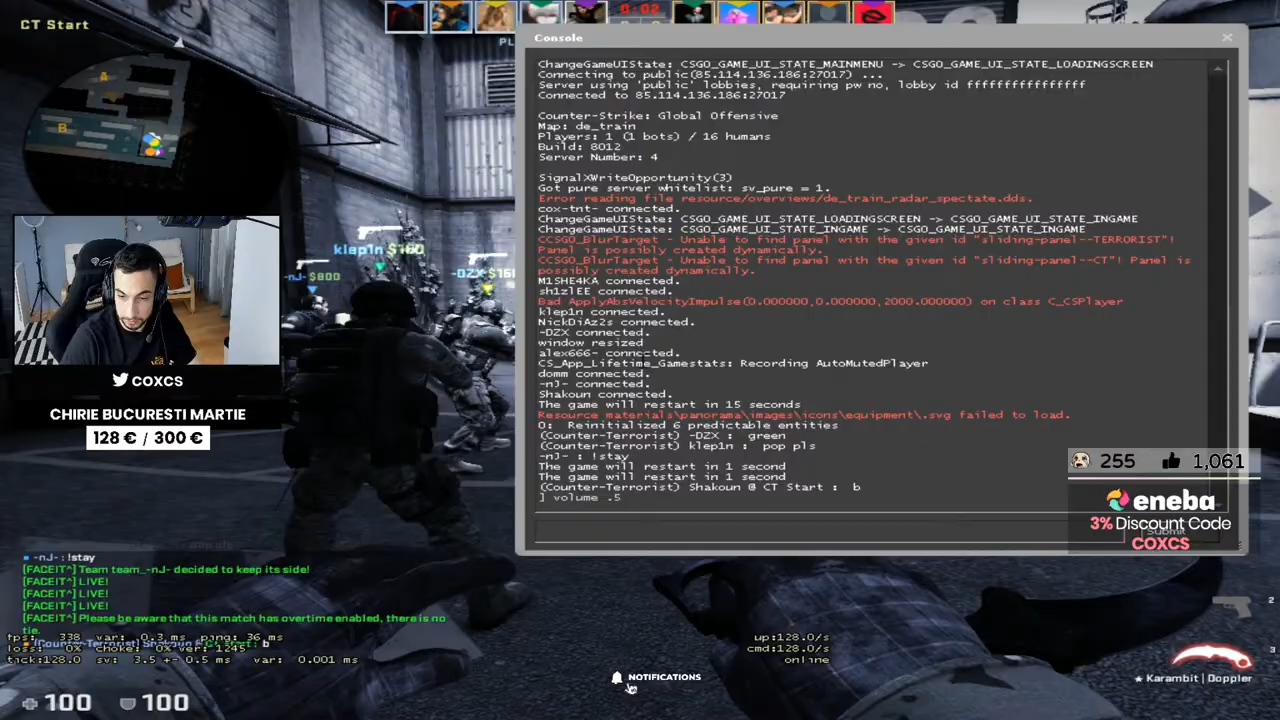 CT Start
0:02
A
B
Console
ChangeGameUIState: CSGO_GAME_UI_STATE_MAINMENU -> CSGO_GAME_UI_STATE_LOADINGSCREEN
Connecting to public(85.114.136.186:27017) ...
Server using 'public' lobbies, requiring pw no, lobby id ffffffffffffffff
Connected to 85.114.136.186:27017
Counter-Strike: Global Offensive
Map: de_train
Players: 1 (1 bots) / 16 humans
Build: 8012
Server Number: 4
SignalXWriteOpportunity(3)
Got pure server whitelist: sv_pure = 1.
Error reading file resource/overviews/de_train_radar_spectate.dds.
cox-tnt- connected.
ChangeGameUIState: CSGO_GAME_UI_STATE_LOADINGSCREEN -> CSGO_GAME_UI_STATE_INGAME
ChangeGameUIState: CSGO_GAME_UI_STATE_INGAME -> CSGO_GAME_UI_STATE_INGAME
CCSGO_BlurTarget - Unable to find panel with the given id "sliding-panel--TERRORIST"!
Panel is possibly created dynamically.
CCSGO_BlurTarget - Unable to find panel with the given id "sliding-panel--CT"! Panel is
possibly created dynamically.
M1SHE4KA connected.
sh1zlEE connected.
Bad ApplyAbsVelocityImpulse(0.000000,0.000000,2000.000000) on class C_CSPlayer
klep1n connected.
NickDiAz2s connected.
-DZX connected.
window resized
alex666- connected.
CS_App_Lifetime_Gamestats: Recording AutoMutedPlayer
domm connected.
-nJ- connected.
Shakoun connected.
The game will restart in 15 seconds
Resource materials\panorama\images\icons\equipment\.svg failed to load.
0: Reinitialized 6 predictable entities
(Counter-Terrorist) -DZX : green
(Counter-Terrorist) klep1n : pop pls
-nJ- : !stay
The game will restart in 1 second
The game will restart in 1 second
(Counter-Terrorist) Shakoun @ CT Start : b
] volume .5
Submit
klep1n $100
-nJ- $800
-DZX
COXCS
CHIRIE BUCURESTI MARTIE
128 € / 300 €
255 1,061
eneba
3% Discount Code
COXCS
-nJ- : !stay
[FACEIT^] Team team_-nJ- decided to keep its side!
[FACEIT^] LIVE!
[FACEIT^] LIVE!
[FACEIT^] LIVE!
[FACEIT^] Please be aware that this match has overtime enabled, there is no
tie.
fps: 338 var: 0.3 ms ping: 36 ms
loss: 0% choke: 0% ver: 1245
tick:128.0 sv: 3.5 +- 0.5 ms var: 0.001 ms
up:128.0/s
cmd:128.0/s
online
NOTIFICATIONS
2
3
★ Karambit | Doppler
100 100